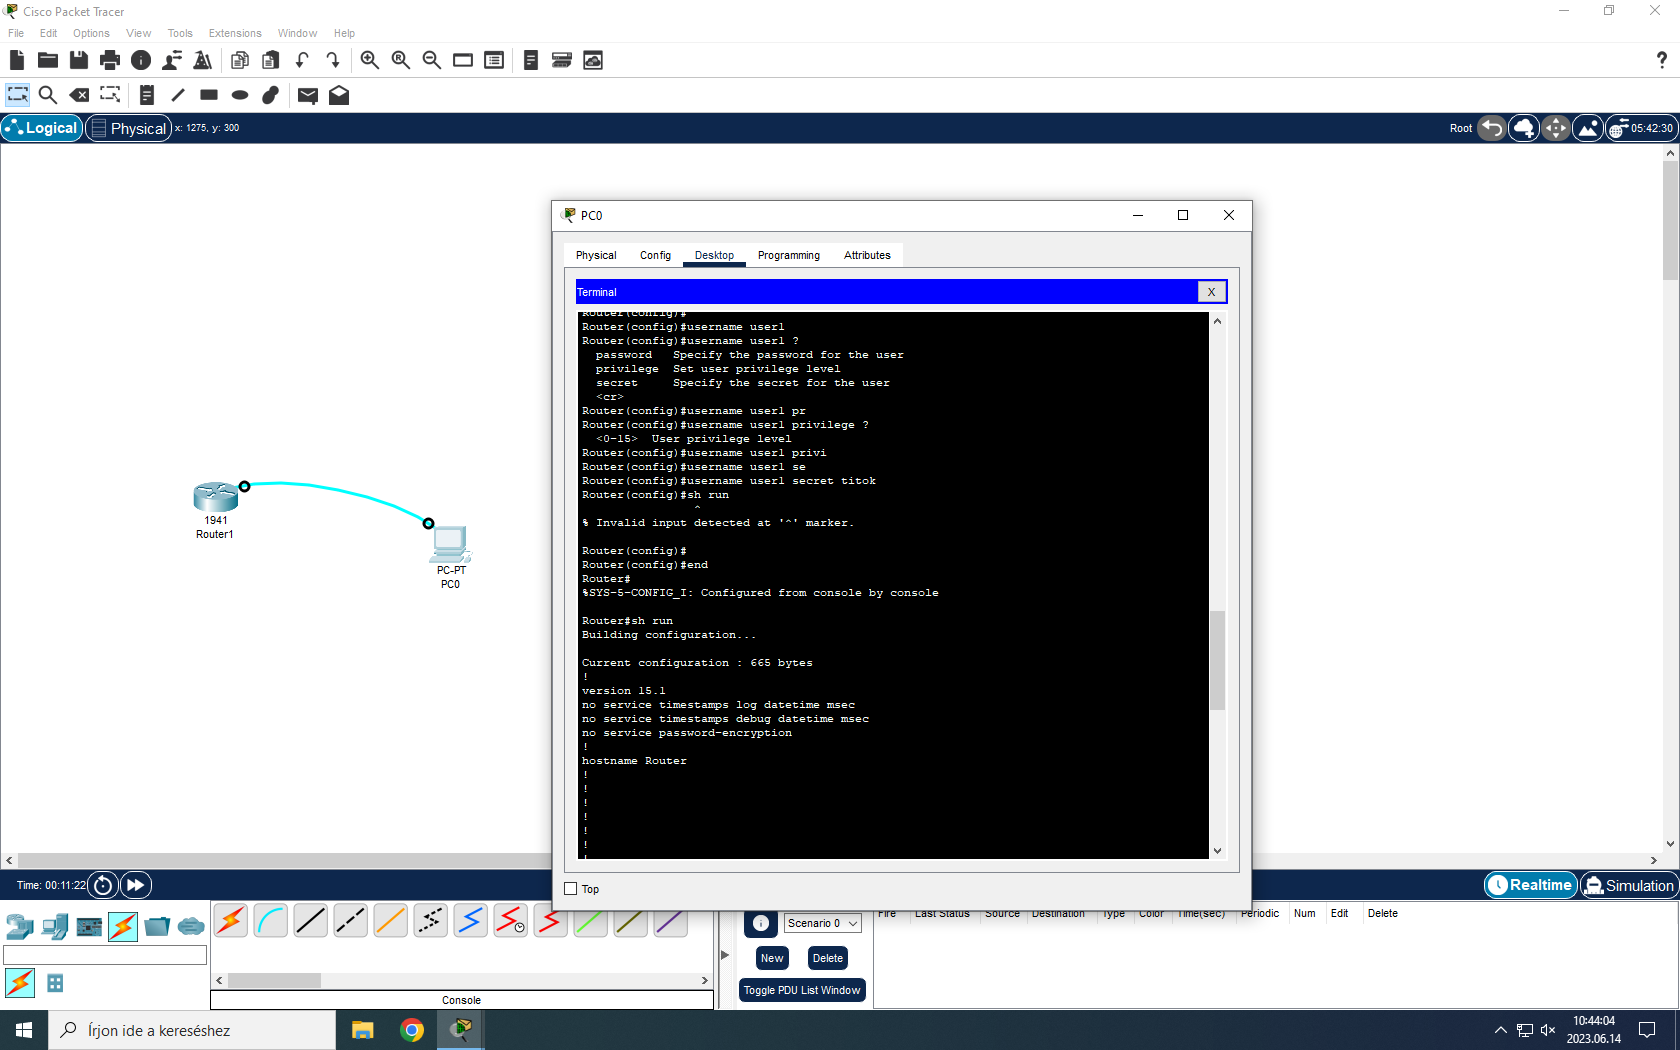 Cisco Packet Tracer
File Edit Options View Tools Extensions Window Help
?
Logical Physical x: 1275, y: 300
Root 05:42:30
PC0
Physical Config Desktop Programming Attributes
Terminal X
Router(config)#
Router(config)#username user1
Router(config)#username user1 ?
password Specify the password for the user
privilege Set user privilege level
secret Specify the secret for the user
<cr>
Router(config)#username user1 pr
Router(config)#username user1 privilege ?
<0-15> User privilege level
Router(config)#username user1 privi
Router(config)#username user1 se
Router(config)#username user1 secret titok
Router(config)#sh run
^
% Invalid input detected at '^' marker.
Router(config)#
Router(config)#end
Router#
%SYS-5-CONFIG_I: Configured from console by console
Router#sh run
Building configuration...
Current configuration : 665 bytes
!
version 15.1
no service timestamps log datetime msec
no service timestamps debug datetime msec
no service password-encryption
!
hostname Router
!
!
!
!
!
!
!
Top
1941
Router1
PC-PT
PC0
Time: 00:11:22
Realtime Simulation
Scenario 0
New Delete
Toggle PDU List Window
Fire Last Status Source Destination Type Color Time(sec) Periodic Num Edit Delete
Console
Írjon ide a kereséshez
10:44:04
2023.06.14